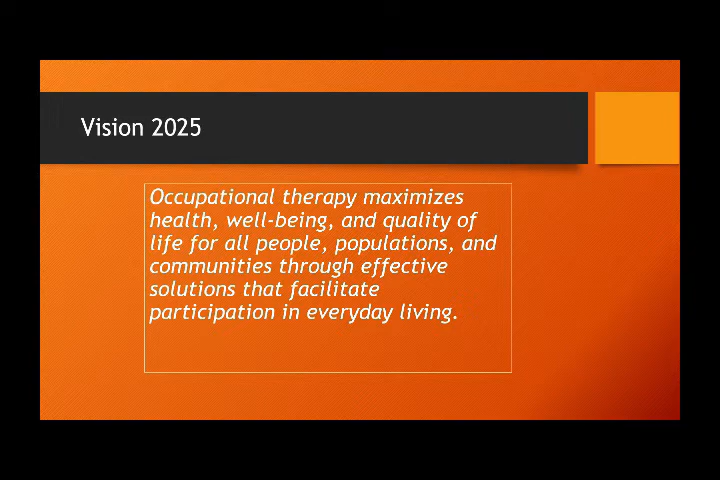 Vision 2025
Occupational therapy maximizes
health, well-being, and quality of
life for all people, populations, and
communities through effective
solutions that facilitate
participation in everyday living.